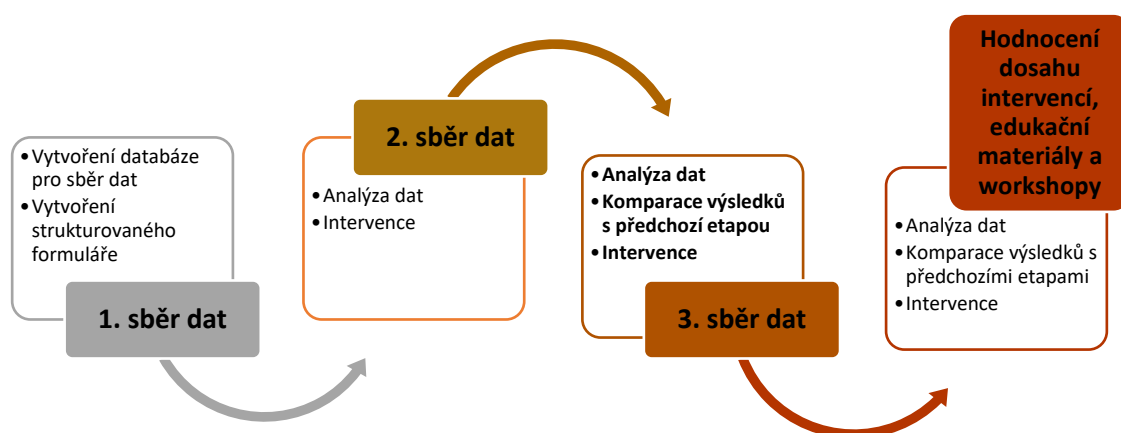 •Vytvoření databáze
pro sběr dat
•Vytvoření
strukturovaného
formuláře
1. sběr dat
2. sběr dat
•Analýza dat
•Intervence
•Analýza dat
•Komparace výsledků
s předchozí etapou
•Intervence
3. sběr dat
Hodnocení
dosahu
intervencí,
edukační
materiály a
workshopy
•Analýza dat
•Komparace výsledků s
předchozími etapami
•Intervence